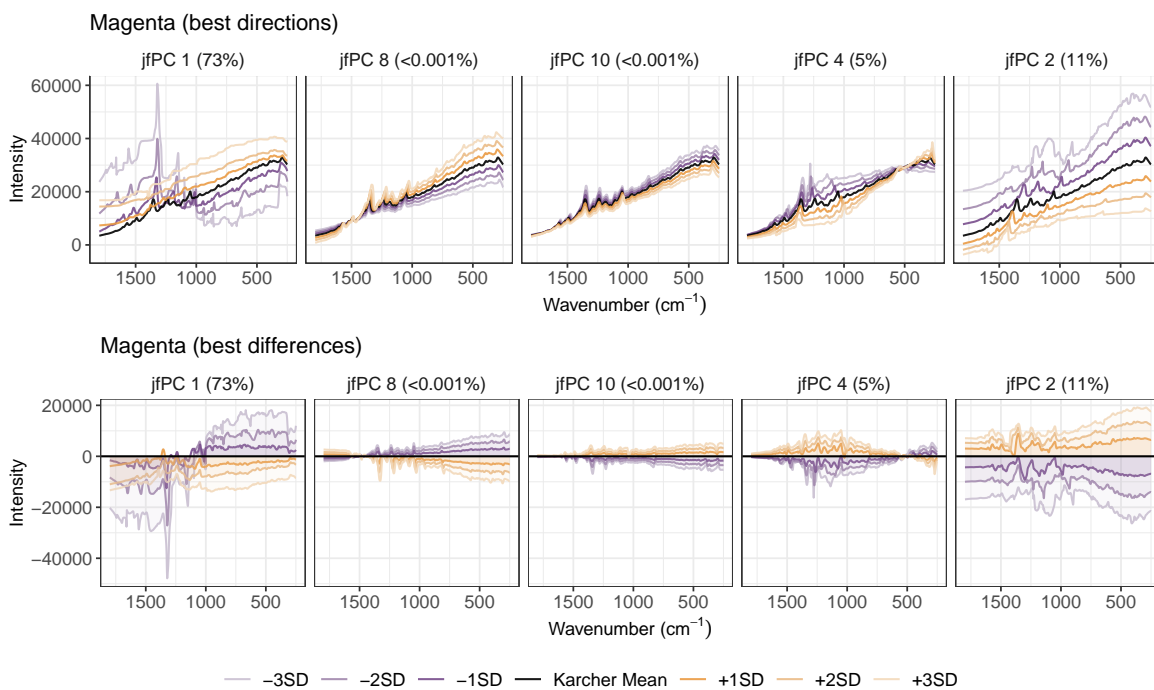 Magenta (best directions)
jfPC 1 (73%) jfPC 8 (<0.001%) jfPC 10 (<0.001%) jfPC 4 (5%) jfPC 2 (11%)
60000
40000
20000
0
Intensity
1500 1000 500 1500 1000 500 1500 1000 500 1500 1000 500 1500 1000 500
Wavenumber (cm⁻¹)
Magenta (best differences)
jfPC 1 (73%) jfPC 8 (<0.001%) jfPC 10 (<0.001%) jfPC 4 (5%) jfPC 2 (11%)
20000
0
−20000
−40000
Intensity
1500 1000 500 1500 1000 500 1500 1000 500 1500 1000 500 1500 1000 500
Wavenumber (cm⁻¹)
−3SD −2SD −1SD Karcher Mean +1SD +2SD +3SD